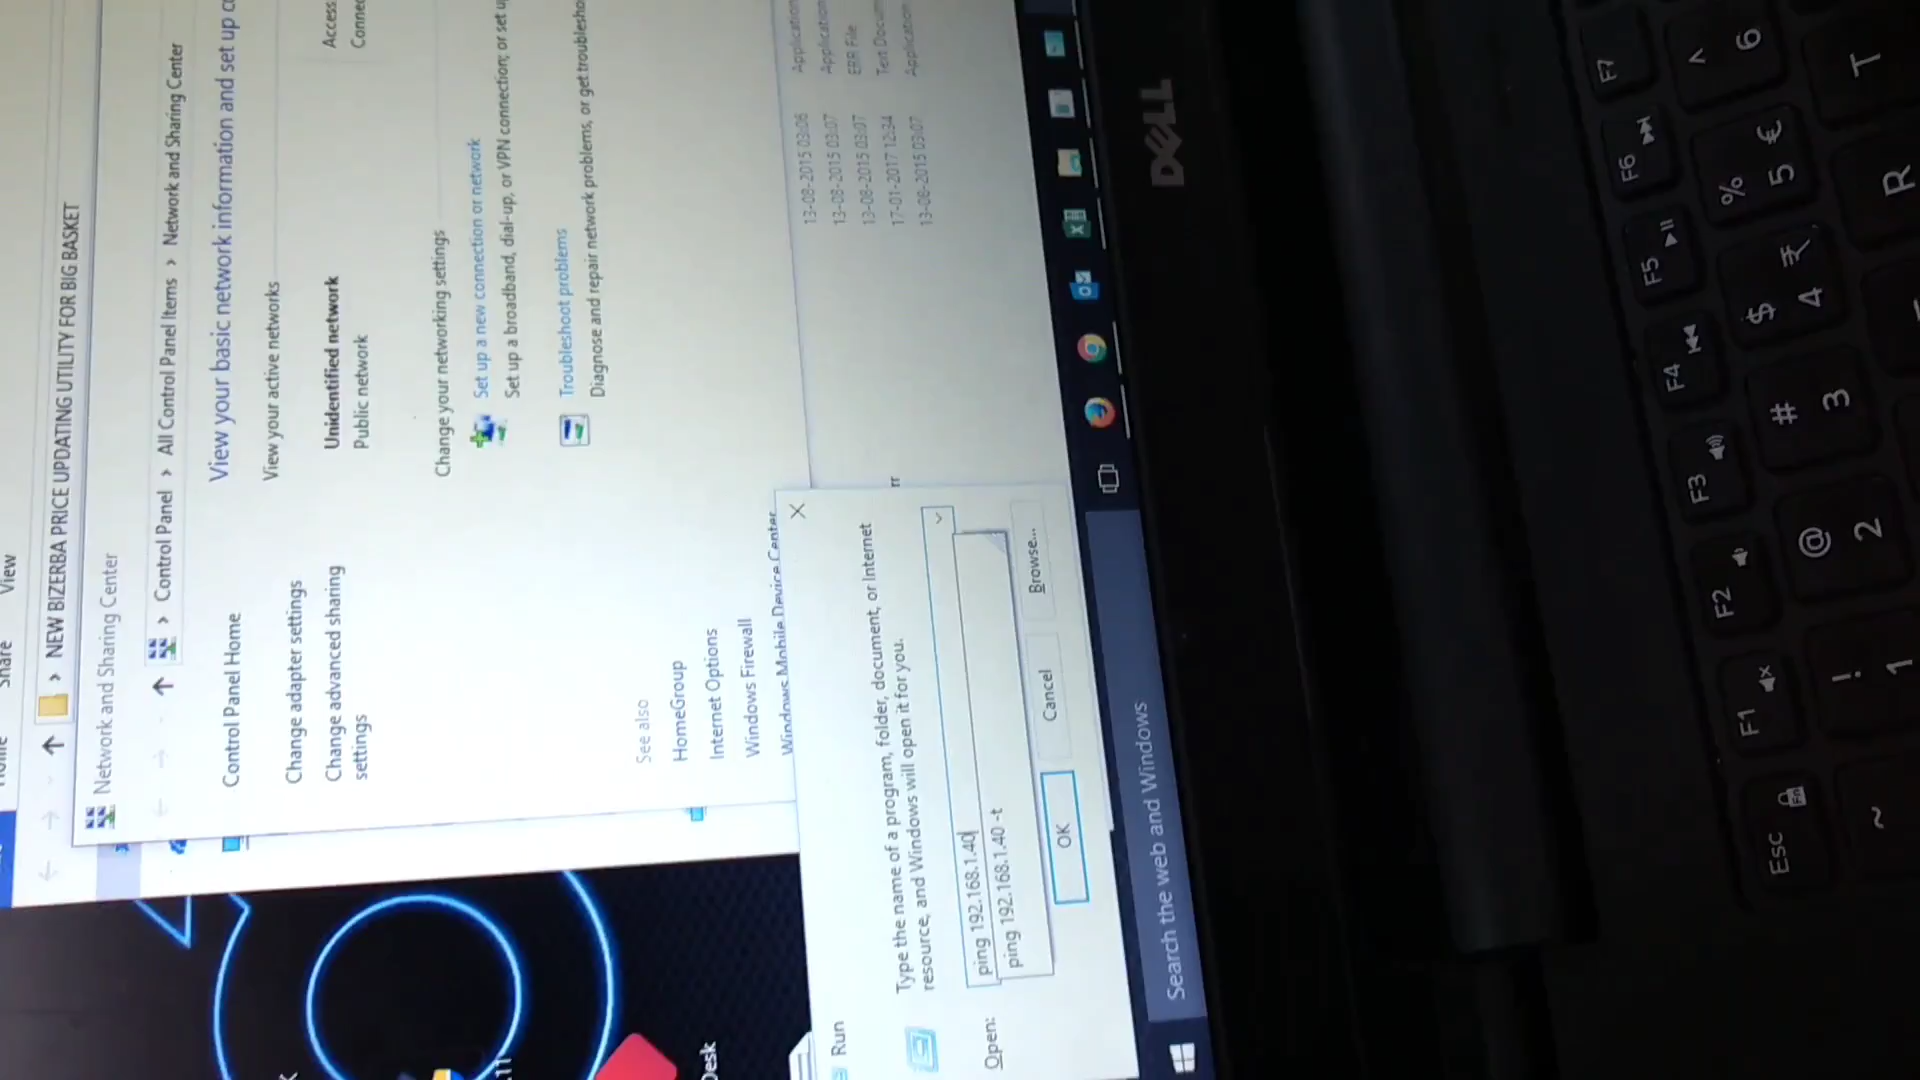 View
NEW BIZERBA PRICE UPDATING UTILITY FOR BIG BASKET
Network and Sharing Center
Control Panel > All Control Panel Items > Network and Sharing Center
Control Panel Home
Change adapter settings
Change advanced sharing
settings
View your basic network information and set up
View your active networks
Unidentified network
Public network
Access
Change your networking settings
Set up a new connection or network
Set up a broadband, dial-up, or VPN connection; or set
Troubleshoot problems
Diagnose and repair network problems, or get
See also
HomeGroup
Internet Options
Windows Firewall
Windows Mobile Device Center
13-08-2015 03:06 Application
13-08-2015 03:07 Application
13-08-2015 03:07 ERR File
17-01-2017 12:34 Text
13-08-2015 03:07 Application
Run
Type the name of a program, folder, document, or Internet
resource, and Windows will open it for you.
Open: ping 192.168.1.40
ping 192.168.1.40 -t
OK Cancel Browse...
Search the web and Windows
DELL
Esc F1 F2 F3 F4 F5 F6 F7
~ ! 1 @ 2 # 3 $ 4 ₹ % 5 € ^ 6
R T